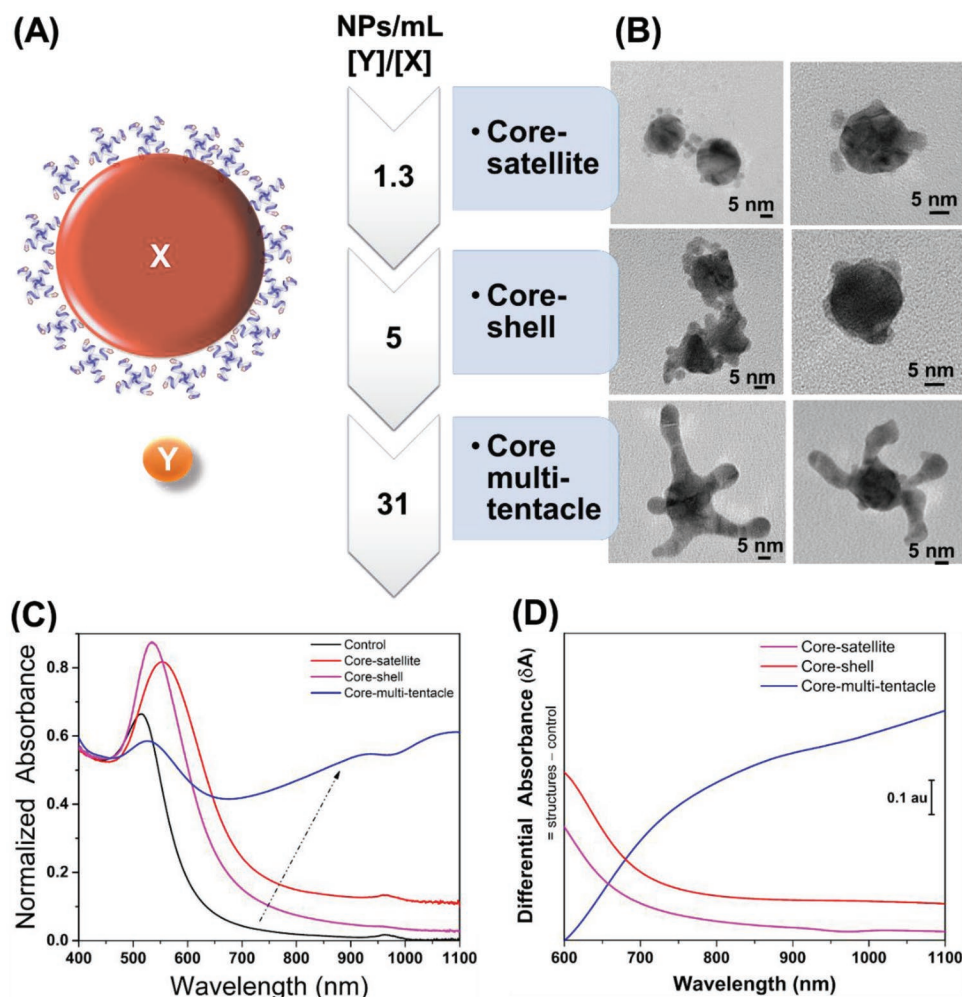 (A)
NPs/mL
[Y]/[X]
(B)
X
Y
1.3
• Core-
satellite
5 nm
5 nm
5
• Core-
shell
5 nm
5 nm
31
• Core
multi-
tentacle
5 nm
5 nm
(C)
Normalized Absorbance
0.8
0.6
0.4
0.2
0.0
Control
Core-satellite
Core-shell
Core-multi-tentacle
400 500 600 700 800 900 1000 1100
Wavelength (nm)
(D)
Differential Absorbance (δA)
= structures – control
Core-satellite
Core-shell
Core-multi-tentacle
0.1 au
600 700 800 900 1000 1100
Wavelength (nm)